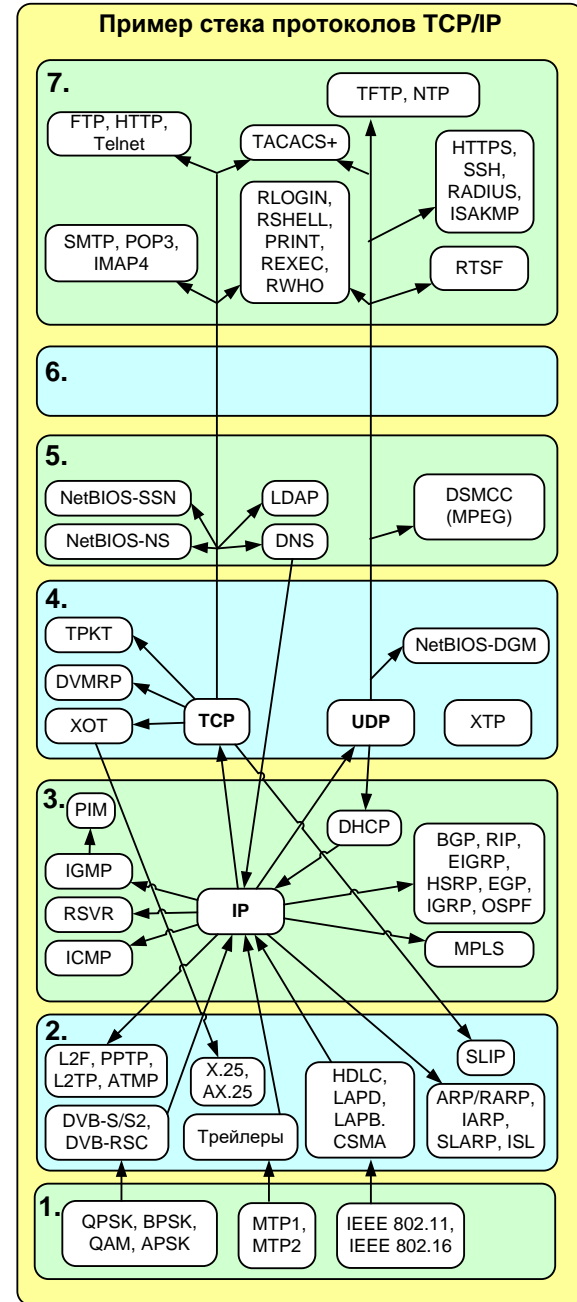 Пример стека протоколов TCP/IP
7.
TFTP, NTP
FTP, HTTP,
Telnet
TACACS+
HTTPS,
SSH,
RADIUS,
ISAKMP
RLOGIN,
RSHELL,
PRINT,
REXEC,
RWHO
SMTP, POP3,
IMAP4
RTSF
6.
5.
NetBIOS-SSN
LDAP
DSMCC
(MPEG)
NetBIOS-NS
DNS
4.
TPKT
NetBIOS-DGM
DVMRP
XOT
TCP
UDP
XTP
3.
PIM
DHCP
BGP, RIP,
EIGRP,
HSRP, EGP,
IGRP, OSPF
IGMP
RSVR
IP
ICMP
MPLS
2.
L2F, PPTP,
L2TP, ATMP
X.25,
AX.25
HDLC,
LAPD,
LAPB.
CSMA
SLIP
ARP/RARP,
IARP,
SLARP, ISL
DVB-S/S2,
DVB-RSC
Трейлеры
1.
QPSK, BPSK,
QAM, APSK
MTP1,
MTP2
IEEE 802.11,
IEEE 802.16